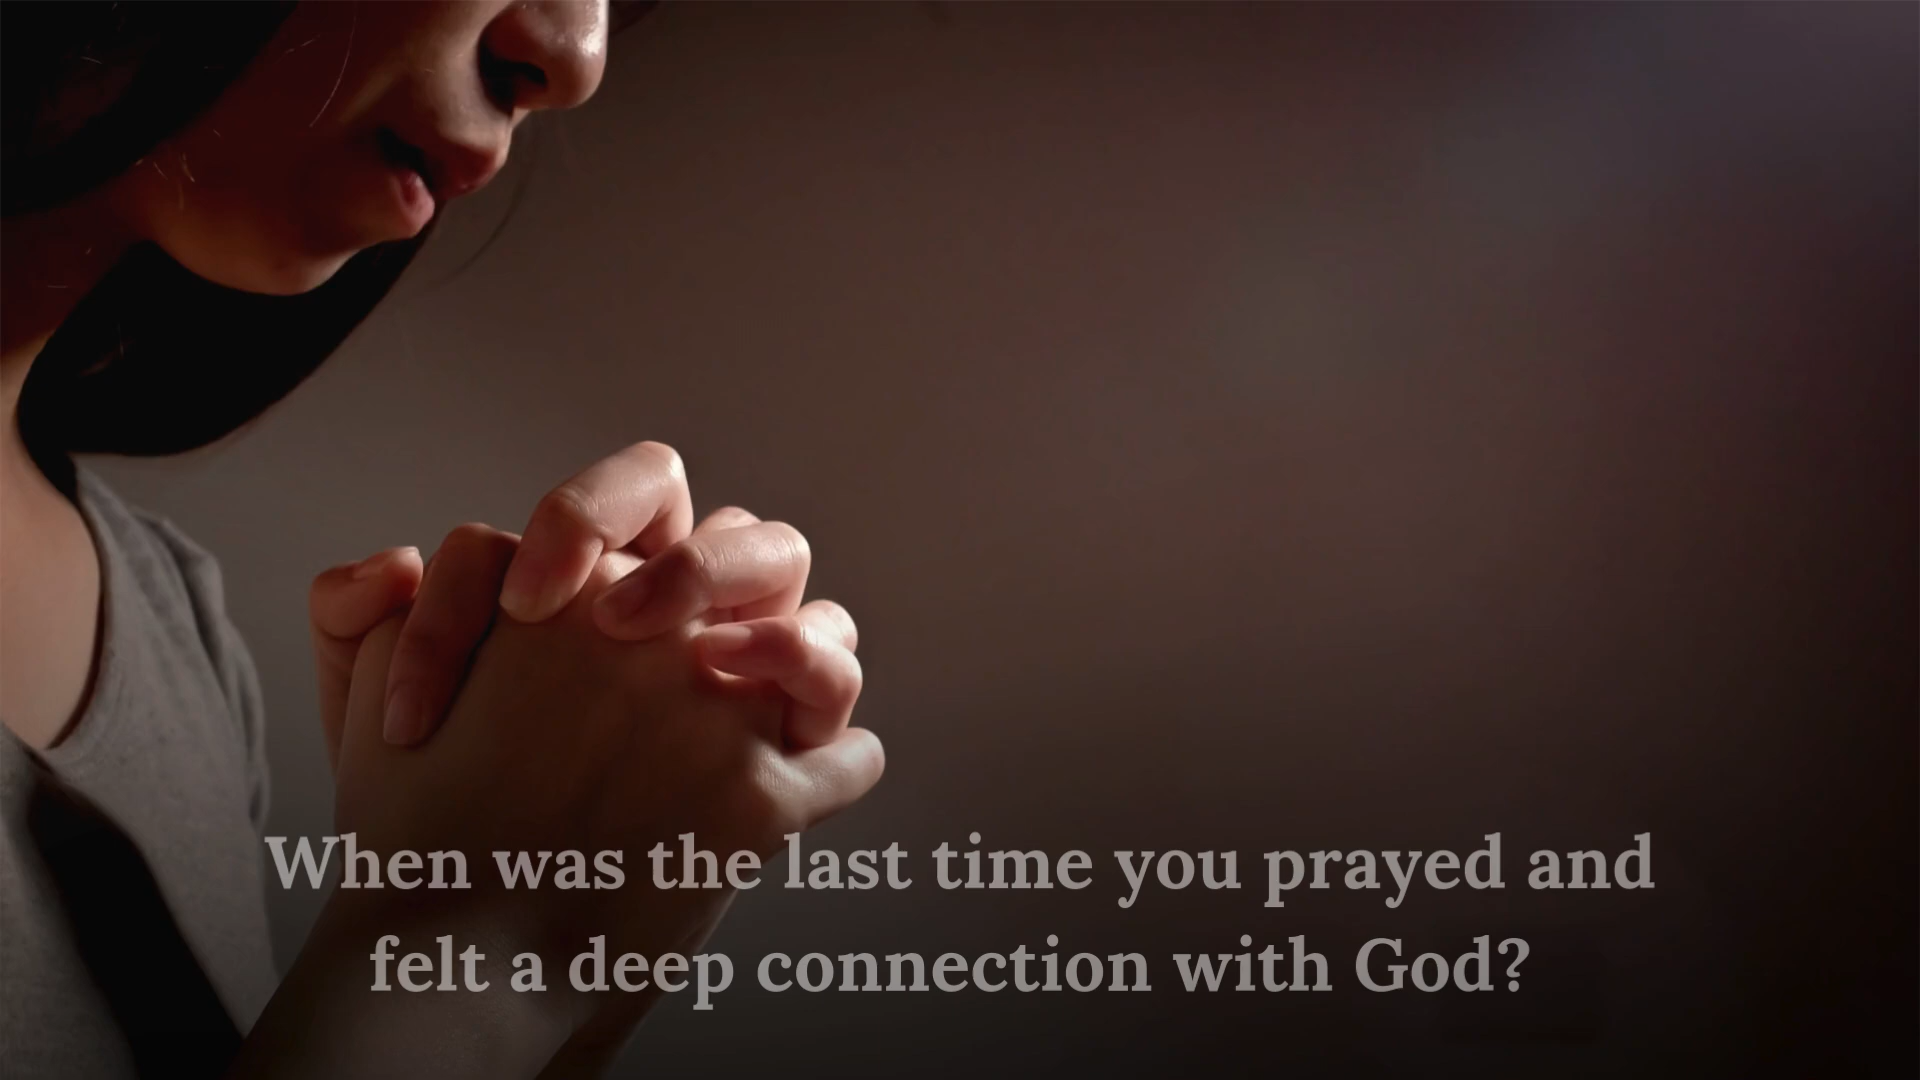 When was the last time you prayed and
felt a deep connection with God?